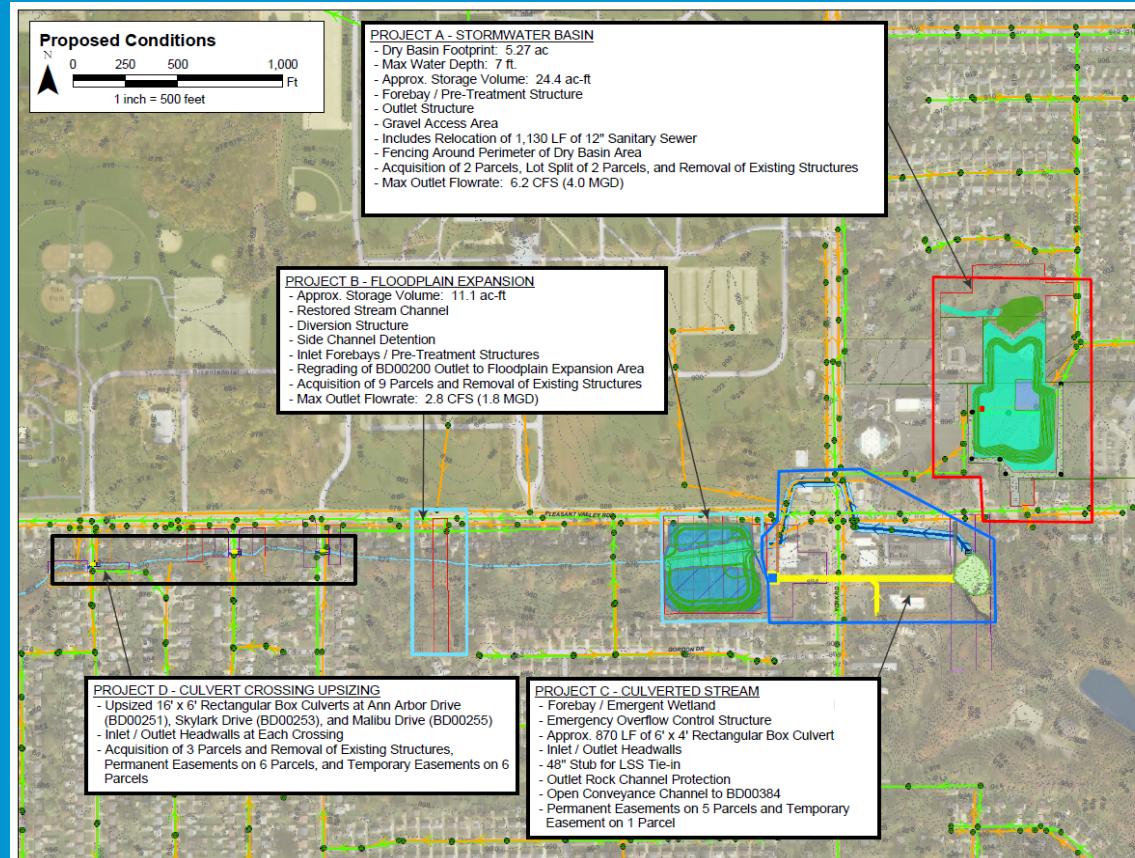 Proposed Conditions
N
0 250 500 1,000
Ft
1 inch = 500 feet
PROJECT A - STORMWATER BASIN
- Dry Basin Footprint: 5.27 ac
- Max Water Depth: 7 ft.
- Approx. Storage Volume: 24.4 ac-ft
- Forebay / Pre-Treatment Structure
- Outlet Structure
- Gravel Access Area
- Includes Relocation of 1,130 LF of 12" Sanitary Sewer
- Fencing Around Perimeter of Dry Basin Area
- Acquisition of 2 Parcels, Lot Split of 2 Parcels, and Removal of Existing Structures
- Max Outlet Flowrate: 6.2 CFS (4.0 MGD)
PROJECT B - FLOODPLAIN EXPANSION
- Approx. Storage Volume: 11.1 ac-ft
- Restored Stream Channel
- Diversion Structure
- Side Channel Detention
- Inlet Forebays / Pre-Treatment Structures
- Regrading of BD00200 Outlet to Floodplain Expansion Area
- Acquisition of 9 Parcels and Removal of Existing Structures
- Max Outlet Flowrate: 2.8 CFS (1.8 MGD)
PLEASANT VALLEY RD
GORDON DR
PROJECT D - CULVERT CROSSING UPSIZING
- Upsized 16' x 6' Rectangular Box Culverts at Ann Arbor Drive
(BD00251), Skylark Drive (BD00253), and Malibu Drive (BD00255)
- Inlet / Outlet Headwalls at Each Crossing
- Acquisition of 3 Parcels and Removal of Existing Structures,
Permanent Easements on 6 Parcels, and Temporary Easements on 6
Parcels
PROJECT C - CULVERTED STREAM
- Forebay / Emergent Wetland
- Emergency Overflow Control Structure
- Approx. 870 LF of 6' x 4' Rectangular Box Culvert
- Inlet / Outlet Headwalls
- 48" Stub for LSS Tie-in
- Outlet Rock Channel Protection
- Open Conveyance Channel to BD00384
- Permanent Easements on 5 Parcels and Temporary
Easement on 1 Parcel